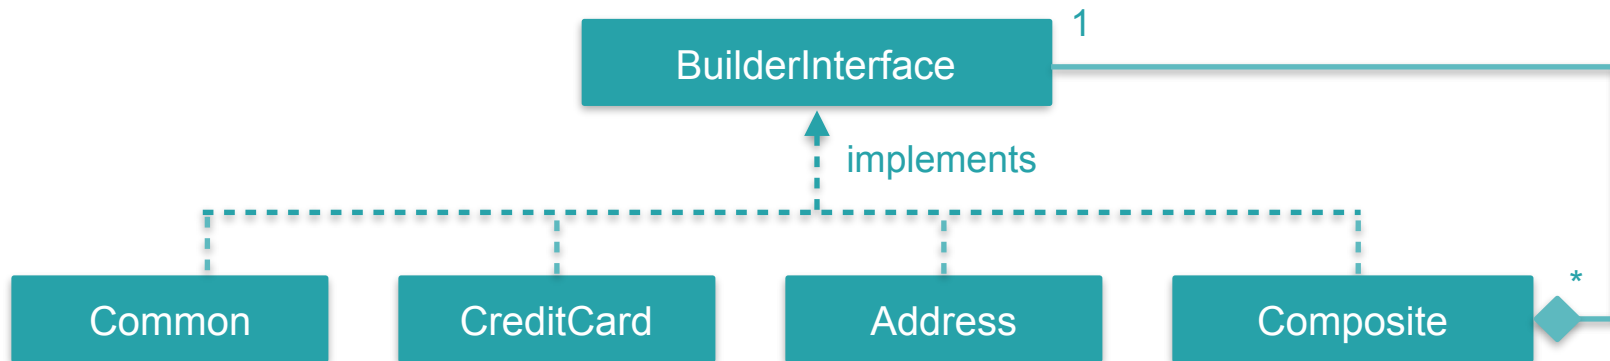 1
BuilderInterface
implements
*
Common
CreditCard
Address
Composite